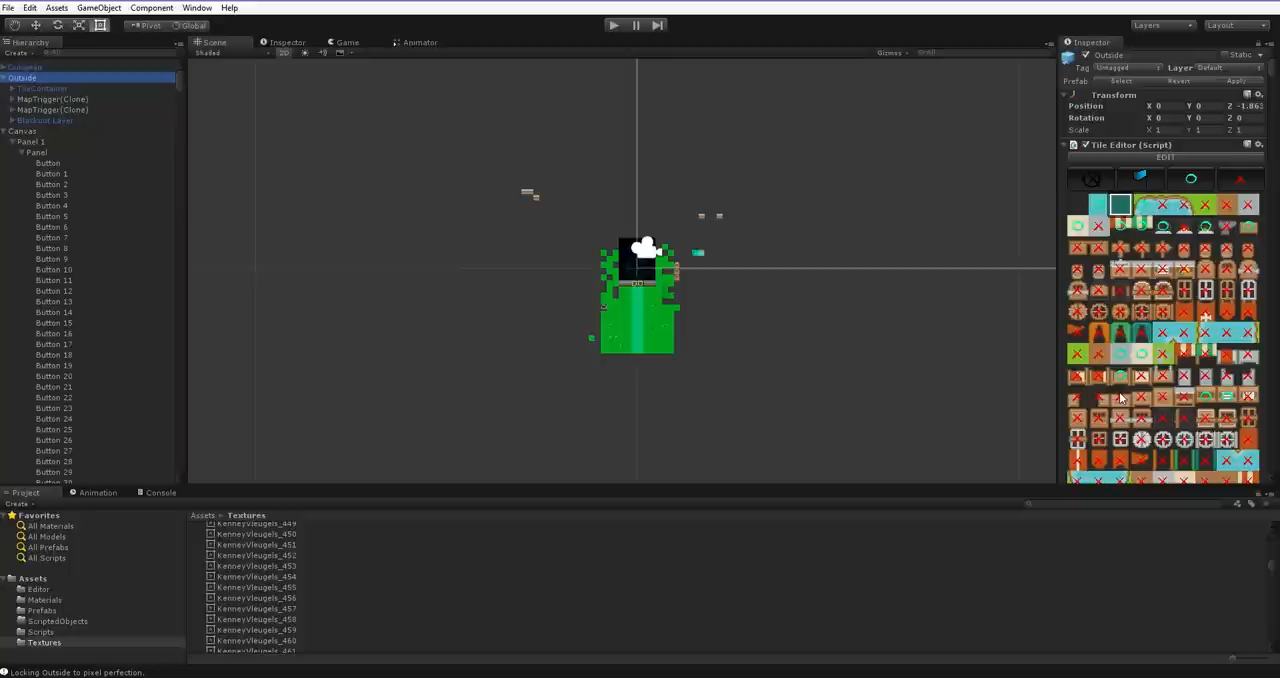 File Edit Assets GameObject Component Window Help
Pivot Global Layers Layout
Hierarchy Scene Inspector Game Animator Inspector
Create Shaded 2D Gizmos
Outside Static
Tag Untagged Layer Default
Prefab Select Revert Apply
Transform
Position X 0 Y 0 Z -1.863
Rotation X 0 Y 0 Z 0
Scale X 1 Y 1 Z 1
Tile Editor (Script)
EDIT
Outside
TileContainer
MapTrigger(Clone)
MapTrigger(Clone)
Blackout Layer
Canvas
Panel 1
Panel
Button
Button 1
Button 2
Button 3
Button 4
Button 5
Button 6
Button 7
Button 8
Button 9
Button 10
Button 11
Button 12
Button 13
Button 14
Button 15
Button 16
Button 17
Button 18
Button 19
Button 20
Button 21
Button 22
Button 23
Button 24
Button 25
Button 26
Button 27
Button 28
Button 29
Project Animation Console
Create
Favorites
All Materials
All Models
All Prefabs
All Scripts
Assets
Editor
Materials
Prefabs
ScriptedObjects
Scripts
Textures
Assets Textures
KenneyVleugels_449
KenneyVleugels_450
KenneyVleugels_451
KenneyVleugels_452
KenneyVleugels_453
KenneyVleugels_454
KenneyVleugels_455
KenneyVleugels_456
KenneyVleugels_457
KenneyVleugels_458
KenneyVleugels_459
KenneyVleugels_460
KenneyVleugels_461
Locking Outside to pixel perfection.